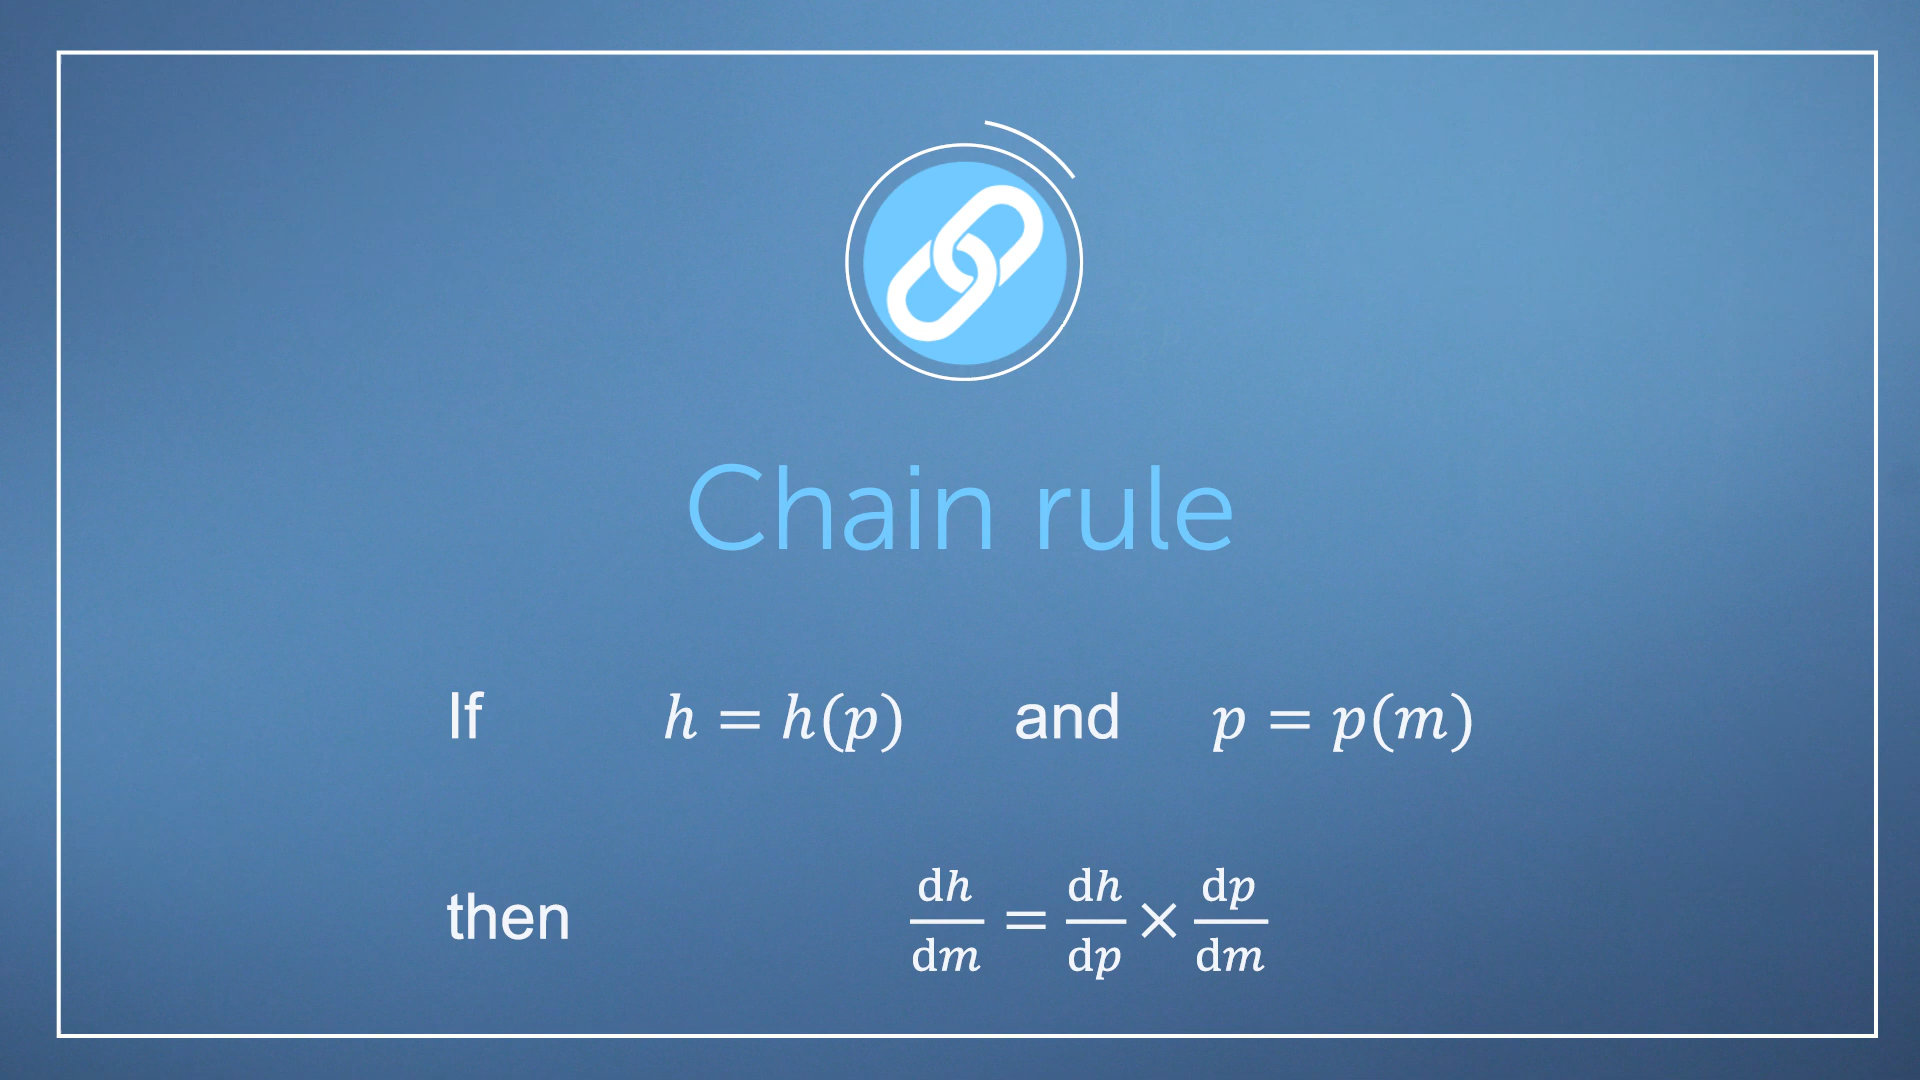 Chain rule
If h = h(p) and p = p(m)
then dh/dm = dh/dp × dp/dm